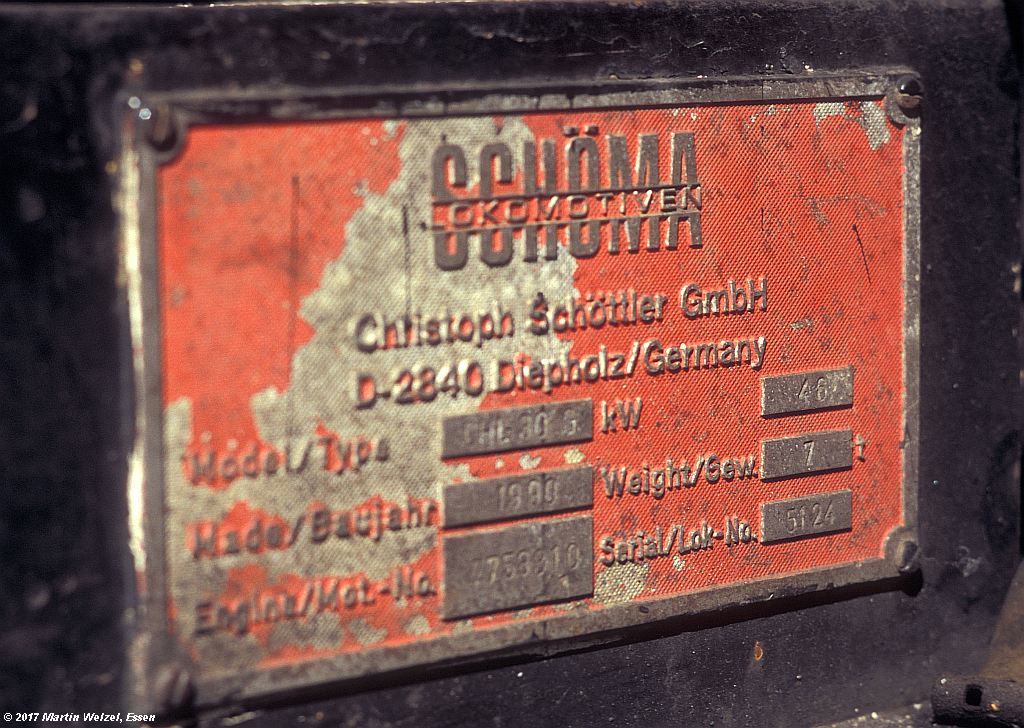 SCHÖMA
LOKOMOTIVEN
Christoph Schöttler GmbH
D-2840 Diepholz/Germany
Model/Type CHL 30 G kW 46
Made/Baujahr Weight/Gew. 7 t
Engine/Mot.-No. Serial/Lok-No. 5124
© 2017 Martin Welzel, Essen